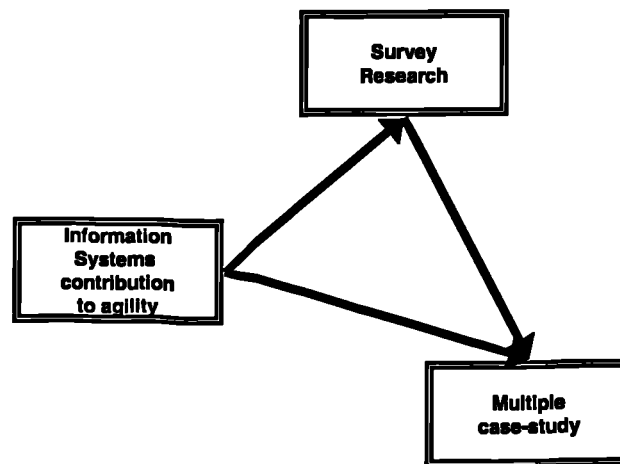 Survey
Research
Information
Systems
contribution
to agility
Multiple
case-study